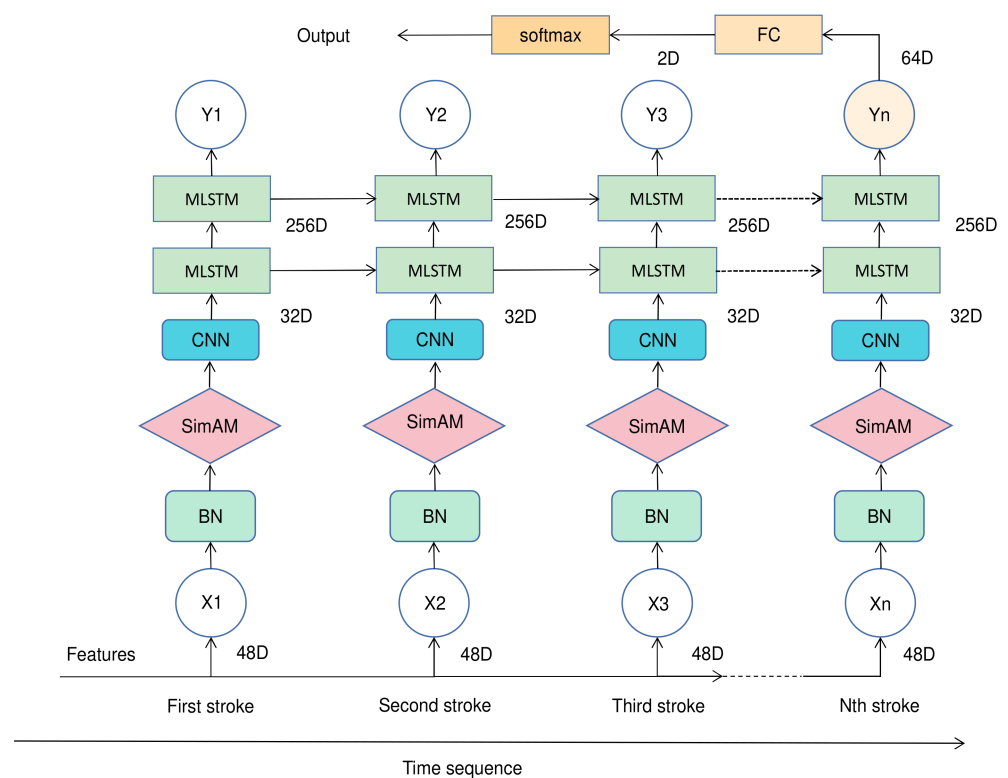 Output
softmax
FC
2D
64D
Y1
Y2
Y3
Yn
MLSTM
MLSTM
MLSTM
MLSTM
256D
256D
256D
256D
MLSTM
MLSTM
MLSTM
MLSTM
32D
32D
32D
32D
CNN
CNN
CNN
CNN
SimAM
SimAM
SimAM
SimAM
BN
BN
BN
BN
X1
X2
X3
Xn
Features
48D
48D
48D
48D
First stroke
Second stroke
Third stroke
Nth stroke
Time sequence